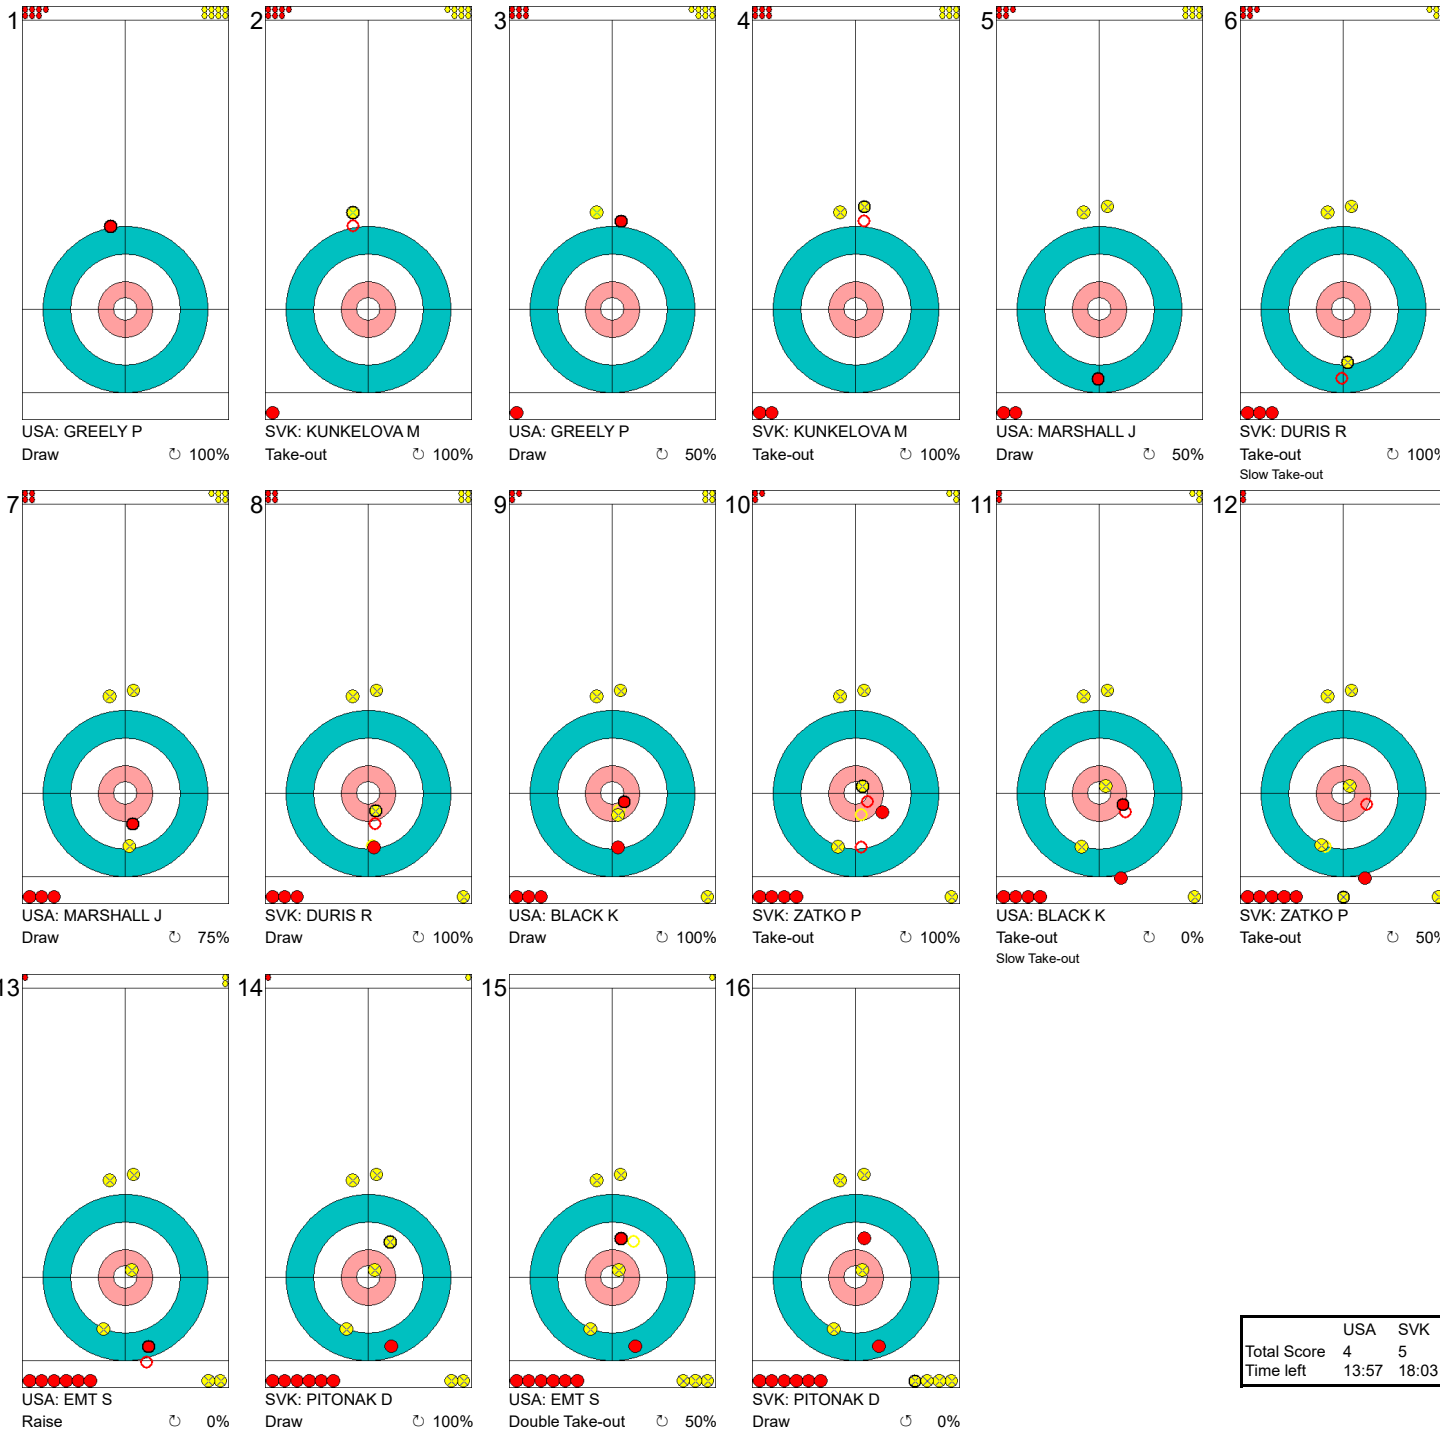 1 2 3 4 5 6
USA: GREELY P
Draw ↻ 100%
SVK: KUNKELOVA M
Take-out ↻ 100%
USA: GREELY P
Draw ↻ 50%
SVK: KUNKELOVA M
Take-out ↻ 100%
USA: MARSHALL J
Draw ↻ 50%
SVK: DURIS R
Take-out ↻ 100%
Slow Take-out
7 8 9 10 11 12
USA: MARSHALL J
Draw ↻ 75%
SVK: DURIS R
Draw ↻ 100%
USA: BLACK K
Draw ↻ 100%
SVK: ZATKO P
Take-out ↻ 100%
USA: BLACK K
Take-out ↻ 0%
Slow Take-out
SVK: ZATKO P
Take-out ↻ 50%
13 14 15 16
USA: EMT S
Raise ↻ 0%
SVK: PITONAK D
Draw ↻ 100%
USA: EMT S
Double Take-out ↻ 50%
SVK: PITONAK D
Draw ↺ 0%
USA SVK
Total Score 4 5
Time left 13:57 18:03